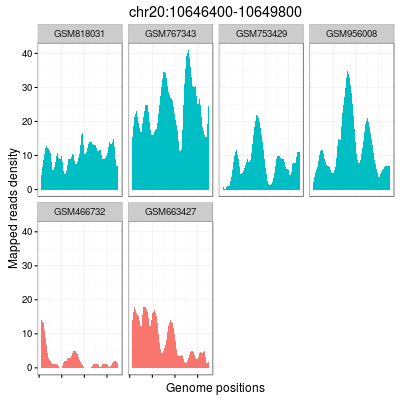 chr20:10646400-10649800
GSM818031 GSM767343 GSM753429 GSM956008
40
30
20
10
0
Mapped reads density
GSM466732 GSM663427
40
30
20
10
0
Genome positions